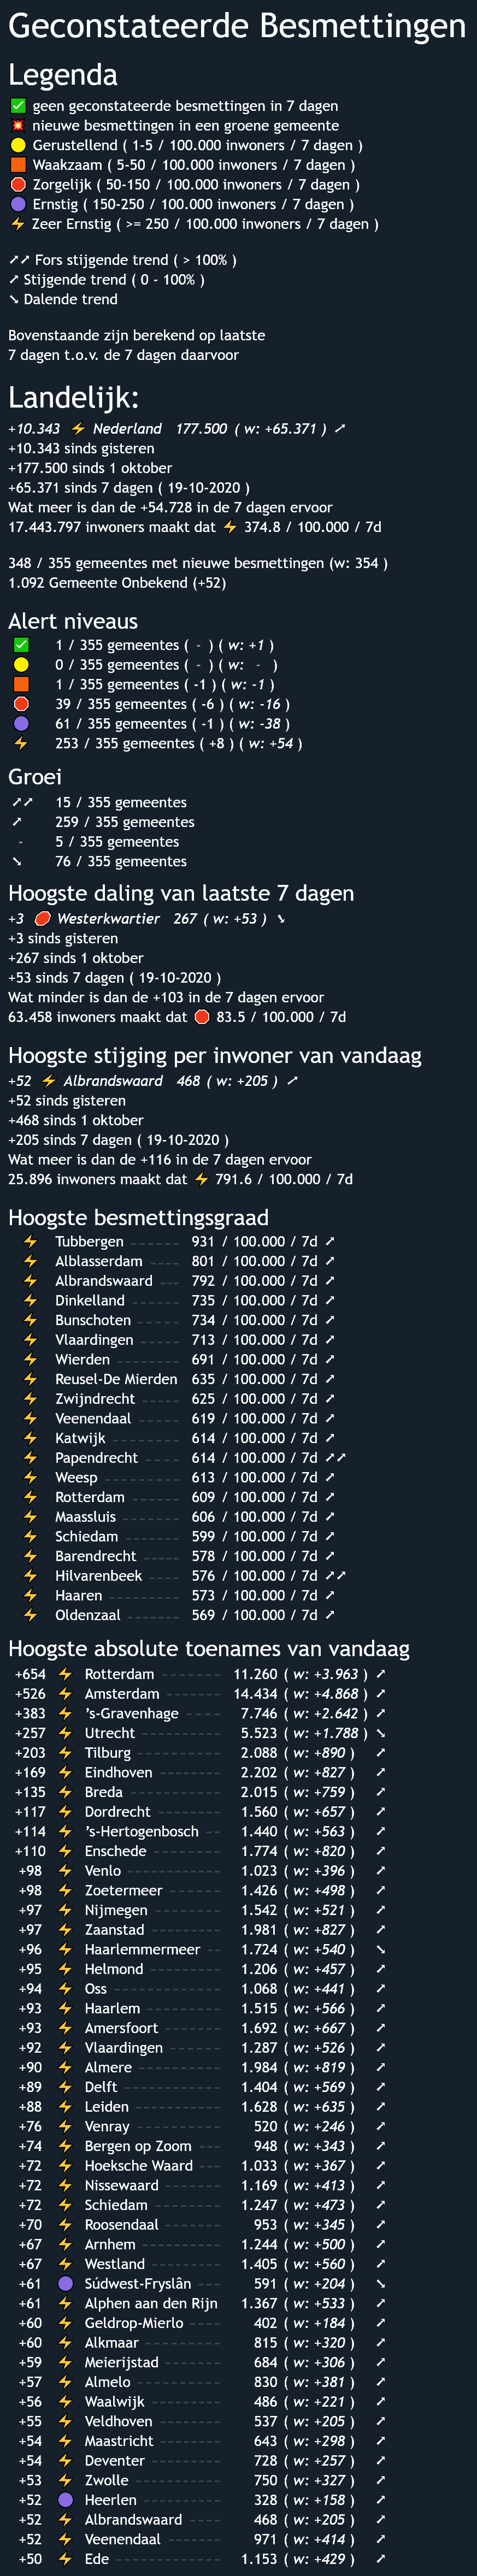 Geconstateerde Besmettingen
Legenda
✅ geen geconstateerde besmettingen in 7 dagen
💥 nieuwe besmettingen in een groene gemeente
🟡 Gerustellend ( 1-5 / 100.000 inwoners / 7 dagen )
🟧 Waakzaam ( 5-50 / 100.000 inwoners / 7 dagen )
🛑 Zorgelijk ( 50-150 / 100.000 inwoners / 7 dagen )
🟣 Ernstig ( 150-250 / 100.000 inwoners / 7 dagen )
⚡ Zeer Ernstig ( >= 250 / 100.000 inwoners / 7 dagen )
➚➚ Fors stijgende trend ( > 100% )
➚ Stijgende trend ( 0 - 100% )
➘ Dalende trend
Bovenstaande zijn berekend op laatste
7 dagen t.o.v. de 7 dagen daarvoor
Landelijk:
+10.343 ⚡ Nederland 177.500 ( w: +65.371 ) ➚
+10.343 sinds gisteren
+177.500 sinds 1 oktober
+65.371 sinds 7 dagen ( 19-10-2020 )
Wat meer is dan de +54.728 in de 7 dagen ervoor
17.443.797 inwoners maakt dat ⚡ 374.8 / 100.000 / 7d
348 / 355 gemeentes met nieuwe besmettingen (w: 354 )
1.092 Gemeente Onbekend (+52)
Alert niveaus
✅ 1 / 355 gemeentes ( - ) ( w: +1 )
🟡 0 / 355 gemeentes ( - ) ( w: - )
🟧 1 / 355 gemeentes ( -1 ) ( w: -1 )
🛑 39 / 355 gemeentes ( -6 ) ( w: -16 )
🟣 61 / 355 gemeentes ( -1 ) ( w: -38 )
⚡ 253 / 355 gemeentes ( +8 ) ( w: +54 )
Groei
➚➚ 15 / 355 gemeentes
➚ 259 / 355 gemeentes
- 5 / 355 gemeentes
➘ 76 / 355 gemeentes
Hoogste daling van laatste 7 dagen
+3 🛑 Westerkwartier 267 ( w: +53 ) ➘
+3 sinds gisteren
+267 sinds 1 oktober
+53 sinds 7 dagen ( 19-10-2020 )
Wat minder is dan de +103 in de 7 dagen ervoor
63.458 inwoners maakt dat 🛑 83.5 / 100.000 / 7d
Hoogste stijging per inwoner van vandaag
+52 ⚡ Albrandswaard 468 ( w: +205 ) ➚
+52 sinds gisteren
+468 sinds 1 oktober
+205 sinds 7 dagen ( 19-10-2020 )
Wat meer is dan de +116 in de 7 dagen ervoor
25.896 inwoners maakt dat ⚡ 791.6 / 100.000 / 7d
Hoogste besmettingsgraad
⚡ Tubbergen 931 / 100.000 / 7d ➚
⚡ Alblasserdam 801 / 100.000 / 7d ➚
⚡ Albrandswaard 792 / 100.000 / 7d ➚
⚡ Dinkelland 735 / 100.000 / 7d ➚
⚡ Bunschoten 734 / 100.000 / 7d ➚
⚡ Vlaardingen 713 / 100.000 / 7d ➚
⚡ Wierden 691 / 100.000 / 7d ➚
⚡ Reusel-De Mierden 635 / 100.000 / 7d ➚
⚡ Zwijndrecht 625 / 100.000 / 7d ➚
⚡ Veenendaal 619 / 100.000 / 7d ➚
⚡ Katwijk 614 / 100.000 / 7d ➚
⚡ Papendrecht 614 / 100.000 / 7d ➚➚
⚡ Weesp 613 / 100.000 / 7d ➚
⚡ Rotterdam 609 / 100.000 / 7d ➚
⚡ Maassluis 606 / 100.000 / 7d ➚
⚡ Schiedam 599 / 100.000 / 7d ➚
⚡ Barendrecht 578 / 100.000 / 7d ➚
⚡ Hilvarenbeek 576 / 100.000 / 7d ➚➚
⚡ Haaren 573 / 100.000 / 7d ➚
⚡ Oldenzaal 569 / 100.000 / 7d ➚
Hoogste absolute toenames van vandaag
+654 ⚡ Rotterdam 11.260 ( w: +3.963 ) ➚
+526 ⚡ Amsterdam 14.434 ( w: +4.868 ) ➚
+383 ⚡ 's-Gravenhage 7.746 ( w: +2.642 ) ➚
+257 ⚡ Utrecht 5.523 ( w: +1.788 ) ➘
+203 ⚡ Tilburg 2.088 ( w: +890 ) ➚
+169 ⚡ Eindhoven 2.202 ( w: +827 ) ➚
+135 ⚡ Breda 2.015 ( w: +759 ) ➚
+117 ⚡ Dordrecht 1.560 ( w: +657 ) ➚
+114 ⚡ 's-Hertogenbosch 1.440 ( w: +563 ) ➚
+110 ⚡ Enschede 1.774 ( w: +820 ) ➚
+98 ⚡ Venlo 1.023 ( w: +396 ) ➚
+98 ⚡ Zoetermeer 1.426 ( w: +498 ) ➚
+97 ⚡ Nijmegen 1.542 ( w: +521 ) ➚
+97 ⚡ Zaanstad 1.981 ( w: +827 ) ➚
+96 ⚡ Haarlemmermeer 1.724 ( w: +540 ) ➘
+95 ⚡ Helmond 1.206 ( w: +457 ) ➚
+94 ⚡ Oss 1.068 ( w: +441 ) ➚
+93 ⚡ Haarlem 1.515 ( w: +566 ) ➚
+93 ⚡ Amersfoort 1.692 ( w: +667 ) ➚
+92 ⚡ Vlaardingen 1.287 ( w: +526 ) ➚
+90 ⚡ Almere 1.984 ( w: +819 ) ➚
+89 ⚡ Delft 1.404 ( w: +569 ) ➚
+88 ⚡ Leiden 1.628 ( w: +635 ) ➚
+76 ⚡ Venray 520 ( w: +246 ) ➚
+74 ⚡ Bergen op Zoom 948 ( w: +343 ) ➚
+72 ⚡ Hoeksche Waard 1.033 ( w: +367 ) ➚
+72 ⚡ Nissewaard 1.169 ( w: +413 ) ➚
+72 ⚡ Schiedam 1.247 ( w: +473 ) ➚
+70 ⚡ Roosendaal 953 ( w: +345 ) ➚
+67 ⚡ Arnhem 1.244 ( w: +500 ) ➚
+67 ⚡ Westland 1.405 ( w: +560 ) ➚
+61 🟣 Súdwest-Fryslân 591 ( w: +204 ) ➘
+61 ⚡ Alphen aan den Rijn 1.367 ( w: +533 ) ➚
+60 ⚡ Geldrop-Mierlo 402 ( w: +184 ) ➚
+60 ⚡ Alkmaar 815 ( w: +320 ) ➚
+59 ⚡ Meierijstad 684 ( w: +306 ) ➚
+57 ⚡ Almelo 830 ( w: +381 ) ➚
+56 ⚡ Waalwijk 486 ( w: +221 ) ➚
+55 ⚡ Veldhoven 537 ( w: +205 ) ➚
+54 ⚡ Maastricht 643 ( w: +298 ) ➚
+54 ⚡ Deventer 728 ( w: +257 ) ➚
+53 ⚡ Zwolle 750 ( w: +327 ) ➚
+52 🟣 Heerlen 328 ( w: +158 ) ➚
+52 ⚡ Albrandswaard 468 ( w: +205 ) ➚
+52 ⚡ Veenendaal 971 ( w: +414 ) ➚
+50 ⚡ Ede 1.153 ( w: +429 ) ➚